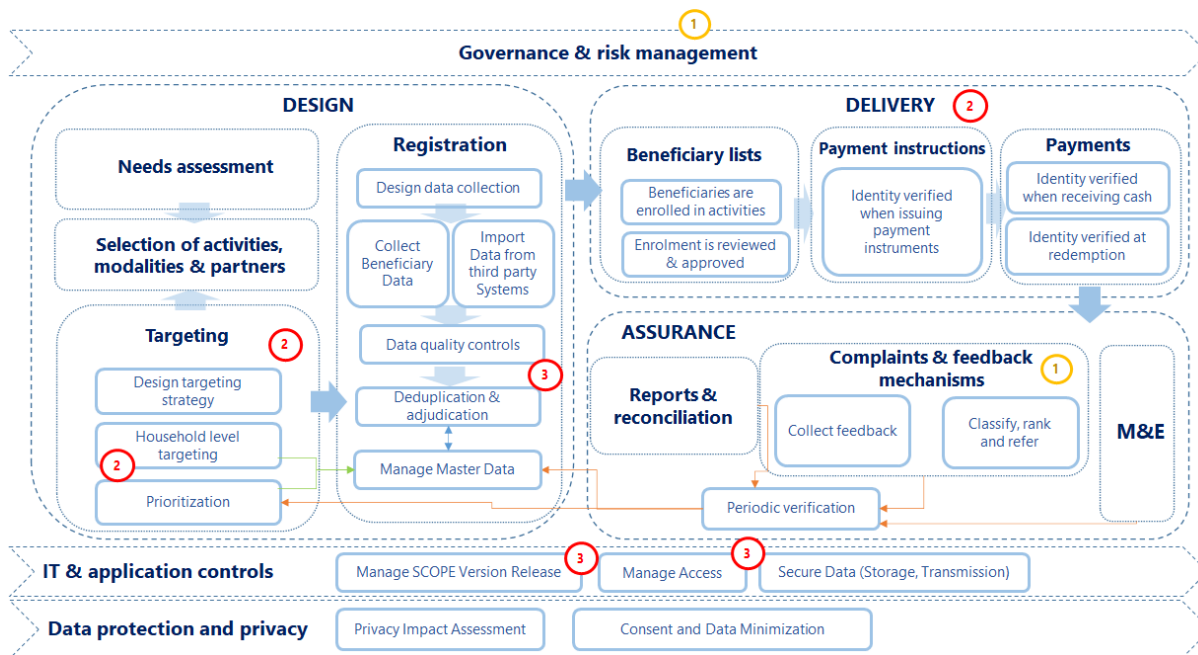 1
Governance & risk management
DESIGN
Needs assessment
Selection of activities,
modalities & partners
Targeting
2
Design targeting
strategy
Household level
targeting
2
Prioritization
Registration
Design data collection
Collect
Beneficiary
Data
Import
Data from
third party
Systems
Data quality controls
3
Deduplication &
adjudication
Manage Master Data
DELIVERY
2
Beneficiary lists
Beneficiaries are
enrolled in activities
Enrolment is reviewed
& approved
Payment instructions
Identity verified
when issuing
payment
instruments
Payments
Identity verified
when receiving cash
Identity verified at
redemption
ASSURANCE
Reports &
reconciliation
Complaints & feedback
mechanisms
1
Collect feedback
Classify, rank
and refer
M&E
Periodic verification
IT & application controls
Manage SCOPE Version Release
3
Manage Access
3
Secure Data (Storage, Transmission)
Data protection and privacy
Privacy Impact Assessment
Consent and Data Minimization